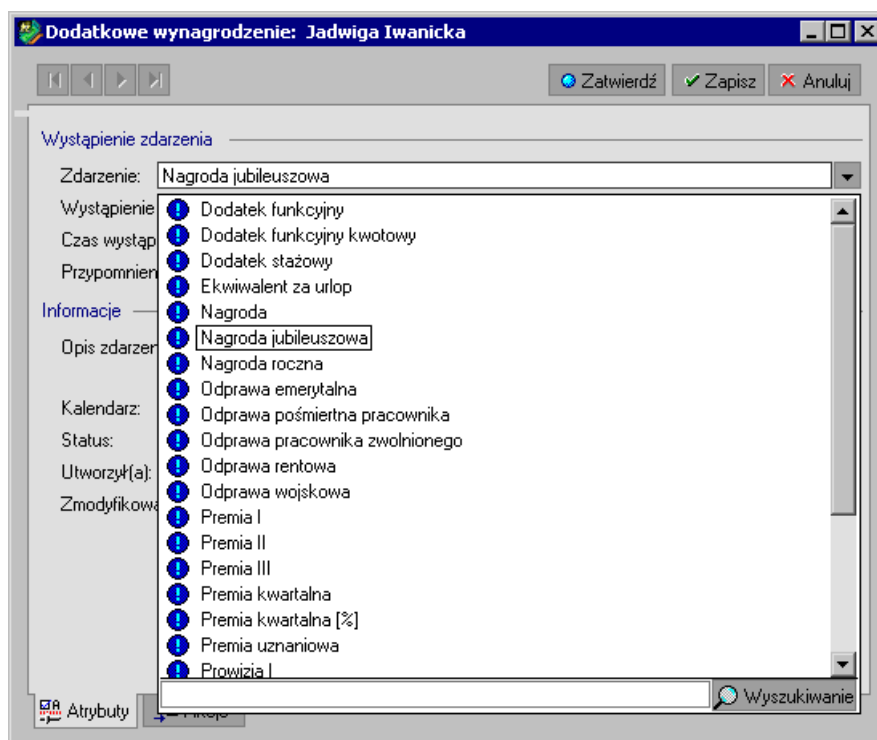 Dodatkowe wynagrodzenie: Jadwiga Iwanicka
Zatwierdź Zapisz Anuluj
Wystąpienie zdarzenia
Zdarzenie: Nagroda jubileuszowa
Wystąpienie
Czas wystąp
Przypomnien
Informacje
Opis zdarzen
Kalendarz:
Status:
Utworzył(a):
Zmodyfikowa
Dodatek funkcyjny
Dodatek funkcyjny kwotowy
Dodatek stażowy
Ekwiwalent za urlop
Nagroda
Nagroda jubileuszowa
Nagroda roczna
Odprawa emerytalna
Odprawa pośmiertna pracownika
Odprawa pracownika zwolnionego
Odprawa rentowa
Odprawa wojskowa
Premia I
Premia II
Premia III
Premia kwartalna
Premia kwartalna [%]
Premia uznaniowa
Prowizja I
Wyszukiwanie
Atrybuty